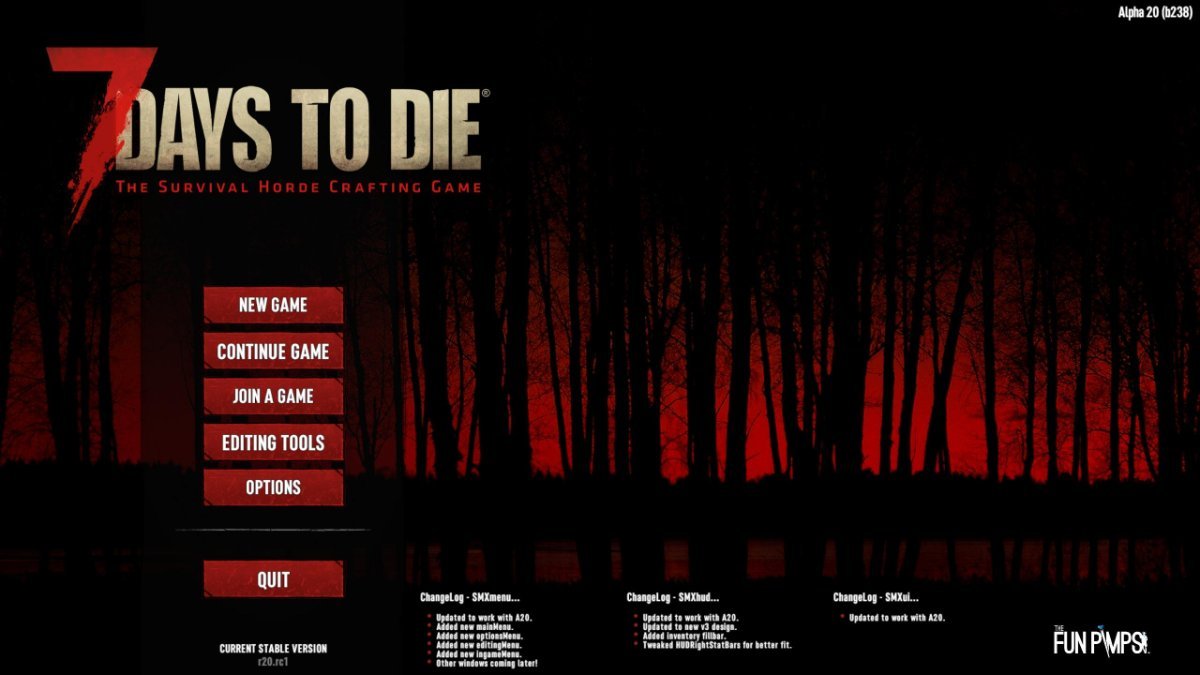 Alpha 20 (b238)
7 DAYS TO DIE®
THE SURVIVAL HORDE CRAFTING GAME
NEW GAME
CONTINUE GAME
JOIN A GAME
EDITING TOOLS
OPTIONS
QUIT
CURRENT STABLE VERSION
r20.rc1
ChangeLog - SMXmenu...
Updated to work with A20.
Added new mainMenu.
Added new optionsMenu.
Added new editingMenu.
Added new ingameMenu.
Other windows coming later!
ChangeLog - SMXhud...
Updated to work with A20.
Updated to new v3 design.
Added inventory fillbar.
Tweaked HUDRightStatBars for better fit.
ChangeLog - SMXui...
Updated to work with A20.
THE
FUN PIMPS